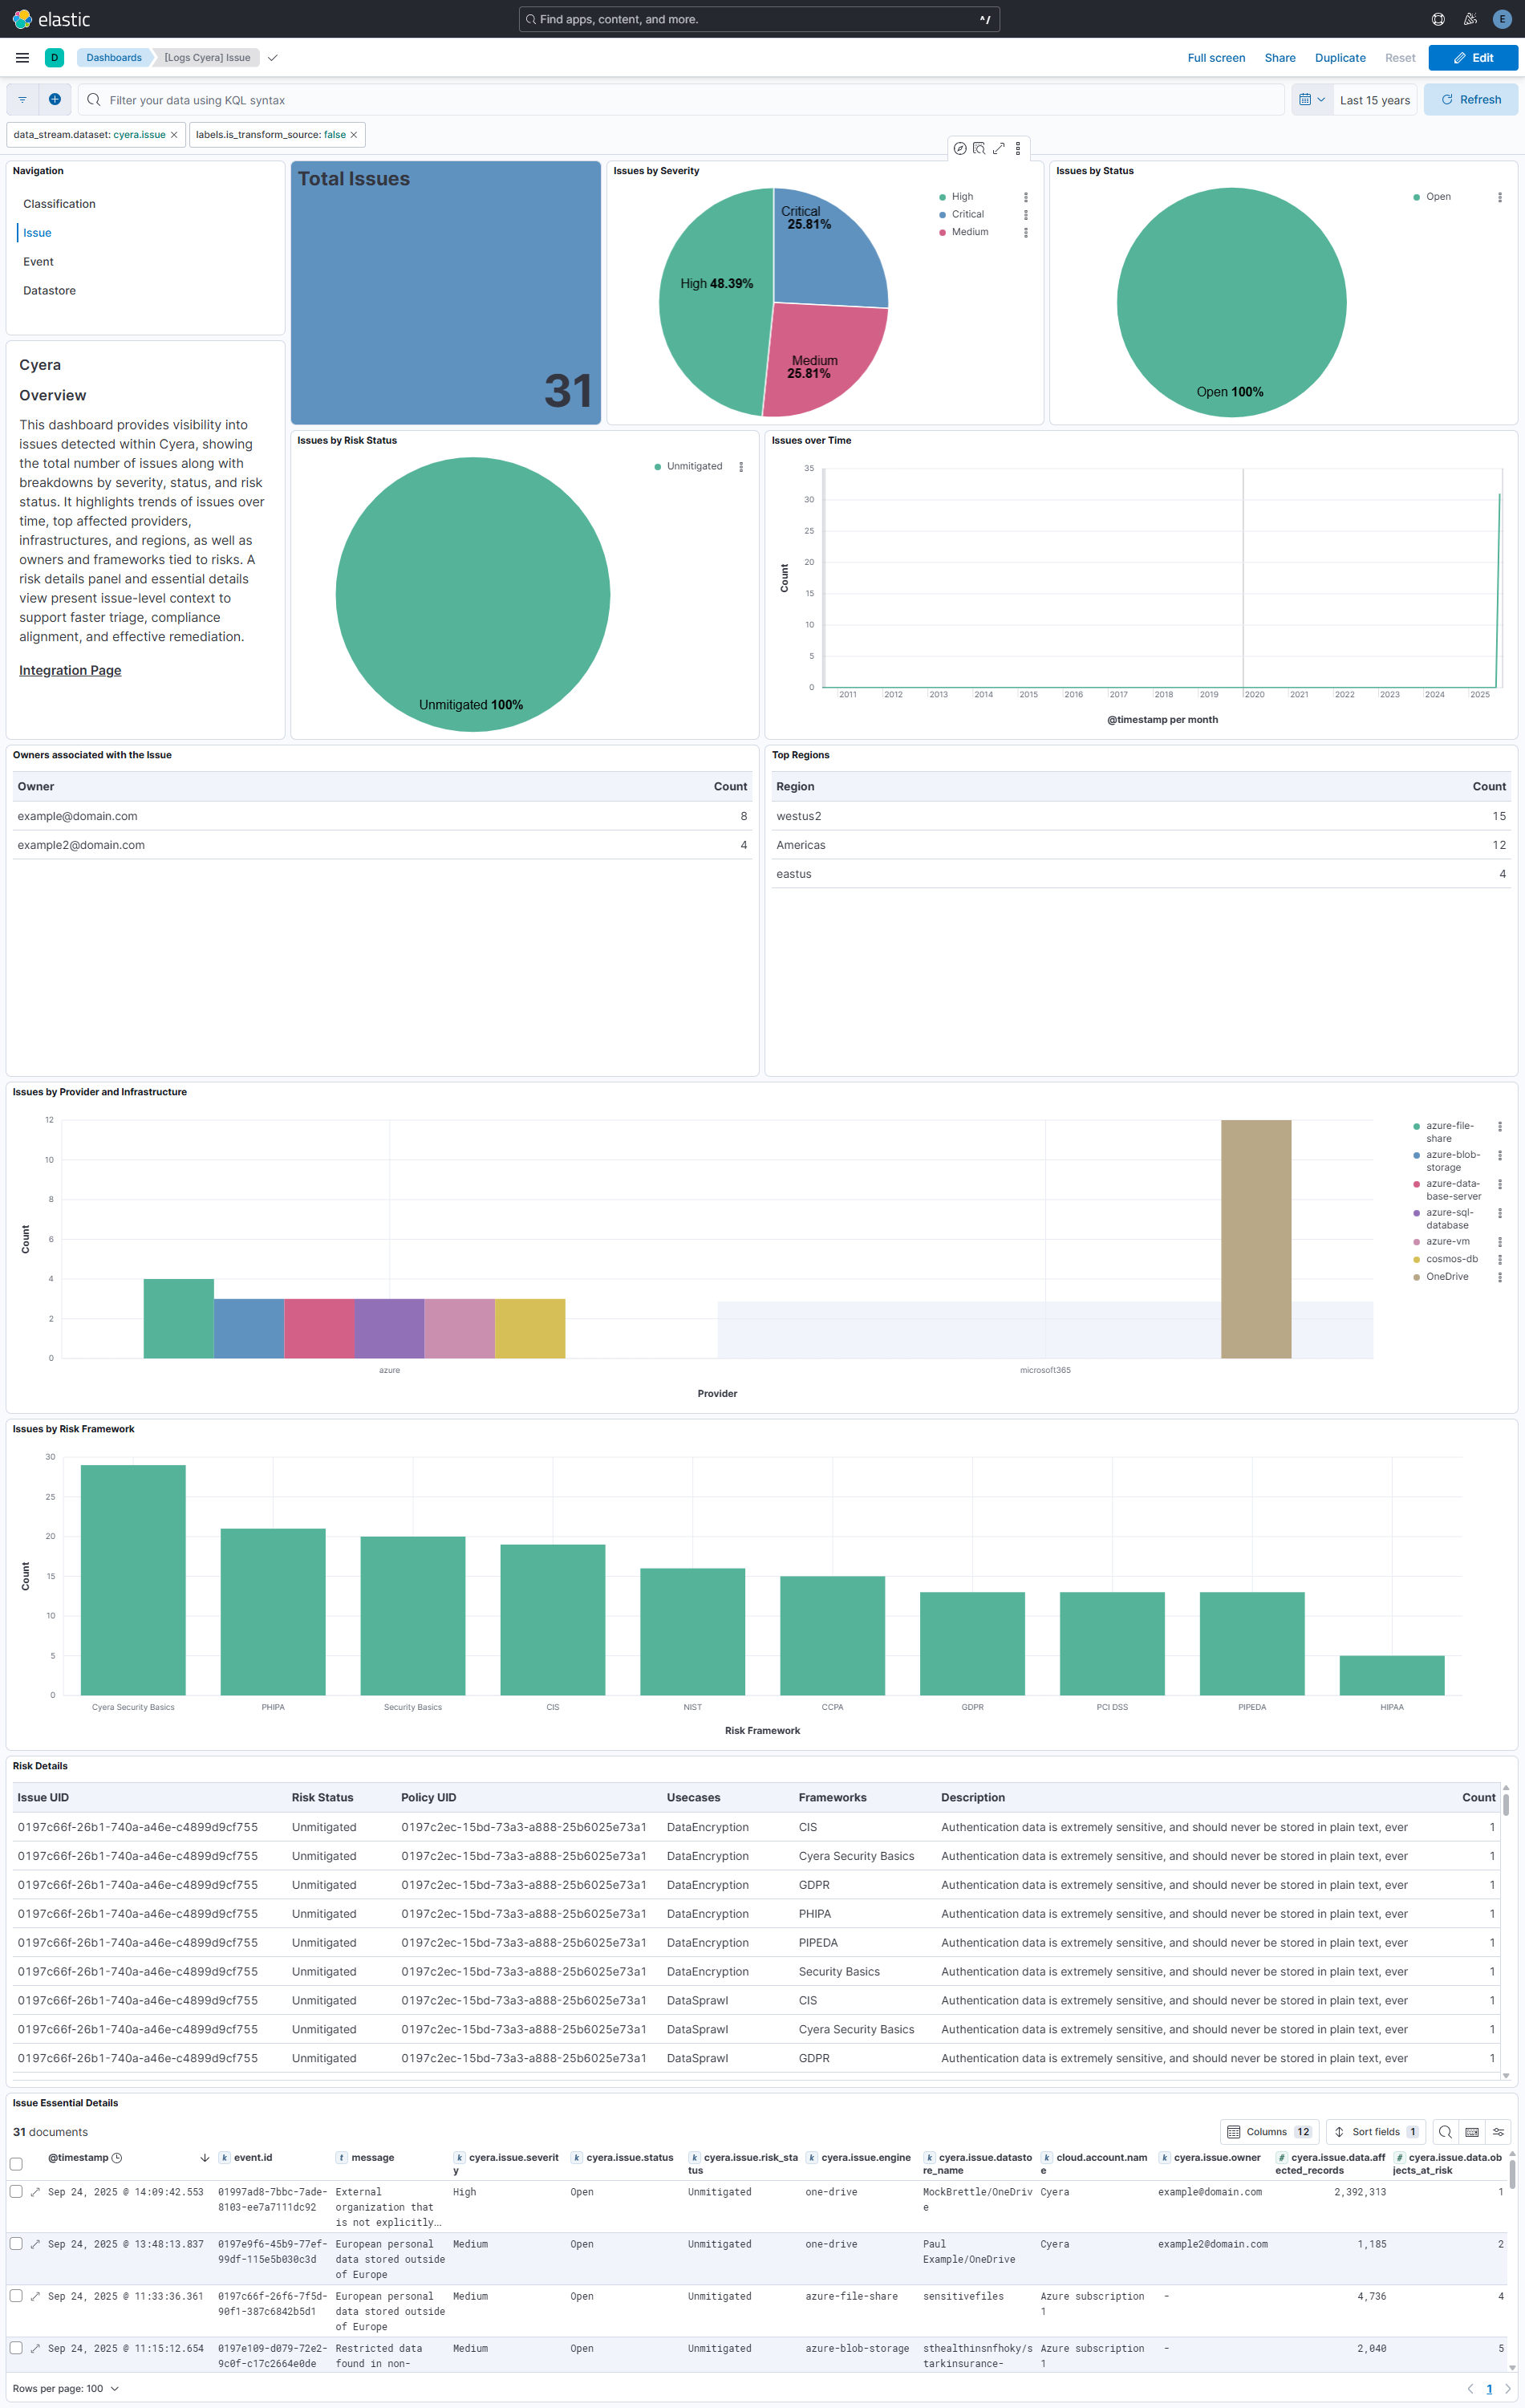 elastic
Find apps, content, and more.
^/
E
D
Dashboards
[Logs Cyera] Issue
Full screen
Share
Duplicate
Reset
Edit
Filter your data using KQL syntax
Last 15 years
Refresh
data_stream.dataset: cyera.issue ×
labels.is_transform_source: false ×
Navigation
Classification
Issue
Event
Datastore
Cyera
Overview
This dashboard provides visibility into
issues detected within Cyera, showing
the total number of issues along with
breakdowns by severity, status, and risk
status. It highlights trends of issues over
time, top affected providers,
infrastructures, and regions, as well as
owners and frameworks tied to risks. A
risk details panel and essential details
view present issue-level context to
support faster triage, compliance
alignment, and effective remediation.
Integration Page
Total Issues
31
Issues by Severity
Critical
25.81%
High 48.39%
Medium
25.81%
High
Critical
Medium
Issues by Status
Open 100%
Open
Issues by Risk Status
Unmitigated 100%
Unmitigated
Issues over Time
Count
35
30
25
20
15
10
5
0
2011 2012 2013 2014 2015 2016 2017 2018 2019 2020 2021 2022 2023 2024 2025
@timestamp per month
Owners associated with the Issue
Owner Count
example@domain.com 8
example2@domain.com 4
Top Regions
Region Count
westus2 15
Americas 12
eastus 4
Issues by Provider and Infrastructure
Count
12
10
8
6
4
2
0
azure microsoft365
Provider
azure-file-
share
azure-blob-
storage
azure-data-
base-server
azure-sql-
database
azure-vm
cosmos-db
OneDrive
Issues by Risk Framework
Count
30
25
20
15
10
5
0
Cyera Security Basics PHIPA Security Basics CIS NIST CCPA GDPR PCI DSS PIPEDA HIPAA
Risk Framework
Risk Details
Issue UID Risk Status Policy UID Usecases Frameworks Description Count
0197c66f-26b1-740a-a46e-c4899d9cf755 Unmitigated 0197c2ec-15bd-73a3-a888-25b6025e73a1 DataEncryption CIS Authentication data is extremely sensitive, and should never be stored in plain text, ever 1
0197c66f-26b1-740a-a46e-c4899d9cf755 Unmitigated 0197c2ec-15bd-73a3-a888-25b6025e73a1 DataEncryption Cyera Security Basics Authentication data is extremely sensitive, and should never be stored in plain text, ever 1
0197c66f-26b1-740a-a46e-c4899d9cf755 Unmitigated 0197c2ec-15bd-73a3-a888-25b6025e73a1 DataEncryption GDPR Authentication data is extremely sensitive, and should never be stored in plain text, ever 1
0197c66f-26b1-740a-a46e-c4899d9cf755 Unmitigated 0197c2ec-15bd-73a3-a888-25b6025e73a1 DataEncryption PHIPA Authentication data is extremely sensitive, and should never be stored in plain text, ever 1
0197c66f-26b1-740a-a46e-c4899d9cf755 Unmitigated 0197c2ec-15bd-73a3-a888-25b6025e73a1 DataEncryption PIPEDA Authentication data is extremely sensitive, and should never be stored in plain text, ever 1
0197c66f-26b1-740a-a46e-c4899d9cf755 Unmitigated 0197c2ec-15bd-73a3-a888-25b6025e73a1 DataEncryption Security Basics Authentication data is extremely sensitive, and should never be stored in plain text, ever 1
0197c66f-26b1-740a-a46e-c4899d9cf755 Unmitigated 0197c2ec-15bd-73a3-a888-25b6025e73a1 DataSprawl CIS Authentication data is extremely sensitive, and should never be stored in plain text, ever 1
0197c66f-26b1-740a-a46e-c4899d9cf755 Unmitigated 0197c2ec-15bd-73a3-a888-25b6025e73a1 DataSprawl Cyera Security Basics Authentication data is extremely sensitive, and should never be stored in plain text, ever 1
0197c66f-26b1-740a-a46e-c4899d9cf755 Unmitigated 0197c2ec-15bd-73a3-a888-25b6025e73a1 DataSprawl GDPR Authentication data is extremely sensitive, and should never be stored in plain text, ever 1
Issue Essential Details
31 documents
Columns 12
Sort fields 1
@timestamp k event.id t message k cyera.issue.severit k cyera.issue.status k cyera.issue.risk_sta k cyera.issue.engine k cyera.issue.datasto k cloud.account.nam k cyera.issue.owner # cyera.issue.data.aff # cyera.issue.data.ob
y tus re_name e ected_records jects_at_risk
Sep 24, 2025 @ 14:09:42.553 01997ad8-7bbc-7ade- External High Open Unmitigated one-drive MockBrettle/OneDriv Cyera example@domain.com 2,392,313 1
8103-ee7a7111dc92 organization that e
is not explicitly…
Sep 24, 2025 @ 13:48:13.837 0197e9f6-45b9-77ef- European personal Medium Open Unmitigated one-drive Paul Cyera example2@domain.com 1,185 2
99df-115e5b030c3d data stored outside Example/OneDrive
of Europe
Sep 24, 2025 @ 11:33:36.361 0197c66f-26f6-7f5d- European personal Medium Open Unmitigated azure-file-share sensitivefiles Azure subscription - 4,736 4
90f1-387c6842b5d1 data stored outside 1
of Europe
Sep 24, 2025 @ 11:15:12.654 0197e109-d079-72e2- Restricted data Medium Open Unmitigated azure-blob-storage sthealthinsnfhoky/s Azure subscription - 2,040 5
9c0f-c17c2664e0de found in non- tarkinsurance- 1
Rows per page: 100
1